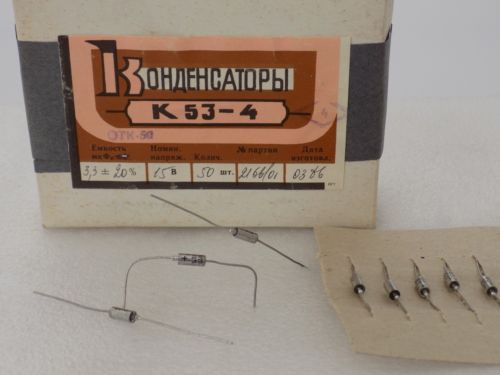 КОНДЕНСАТОРЫ
К 53-4
ОТК-50
Емкость Номин. Колич. № партии Дата
напряж. изготовл.
3,3 ± 20% 15 В 50 шт. 2166/01 03 86